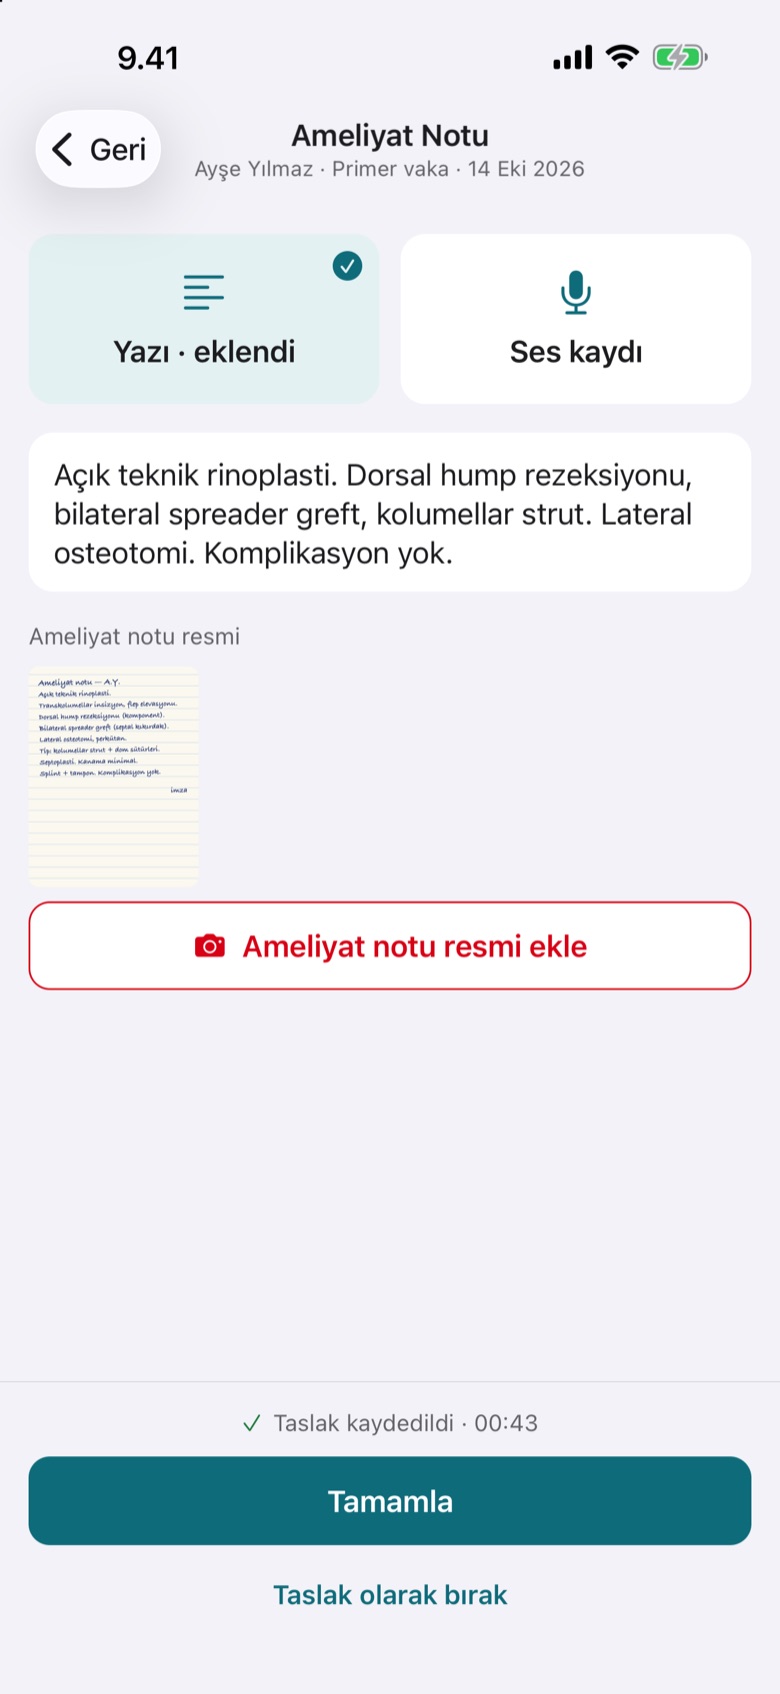 9.41
Geri
Ameliyat Notu
Ayşe Yılmaz · Primer vaka · 14 Eki 2026
Yazı · eklendi
Ses kaydı
Açık teknik rinoplasti. Dorsal hump rezeksiyonu,
bilateral spreader greft, kolumellar strut. Lateral
osteotomi. Komplikasyon yok.
Ameliyat notu resmi
Ameliyat notu — A.Y.
Açık teknik rinoplasti.
Transkolumellar insizyon, flep elevasyonu.
Dorsal hump rezeksiyonu (komponent).
Bilateral spreader greft (septal kıkırdak).
Lateral osteotomi, perkütan.
Tip: kolumellar strut + dom sütürleri.
Septoplasti. Kanama minimal.
Splint + tampon. Komplikasyon yok.
imza
Ameliyat notu resmi ekle
Taslak kaydedildi · 00:43
Tamamla
Taslak olarak bırak